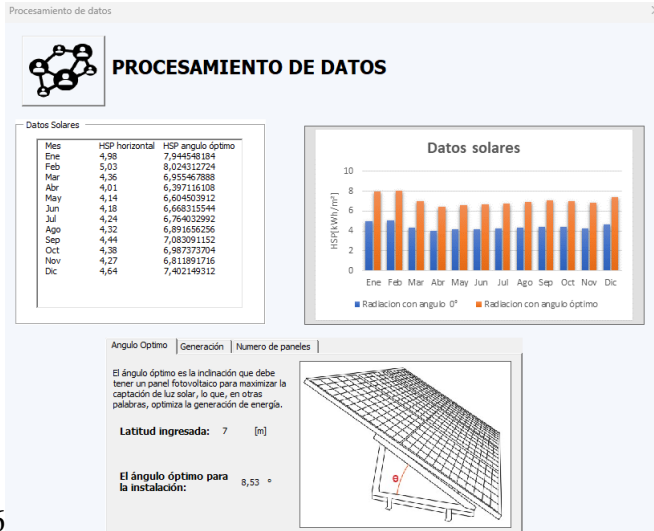 Procesamiento de datos
PROCESAMIENTO DE DATOS
Datos Solares
Mes HSP horizontal HSP angulo óptimo
Ene 4,98 7,944548184
Feb 5,03 8,024312724
Mar 4,36 6,955467888
Abr 4,01 6,397116108
May 4,14 6,604503912
Jun 4,18 6,668315544
Jul 4,24 6,764032992
Ago 4,32 6,891656256
Sep 4,44 7,083091152
Oct 4,38 6,987373704
Nov 4,27 6,811891716
Dic 4,64 7,402149312
Datos solares
HSP[kWh/m²]
10
8
6
4
2
0
Ene Feb Mar Abr May Jun Jul Ago Sep Oct Nov Dic
Radiacion con angulo 0° Radiacion con angulo óptimo
Angulo Optimo Generación Numero de paneles
El ángulo óptimo es la inclinación que debe
tener un panel fotovoltaico para maximizar la
captación de luz solar, lo que, en otras
palabras, optimiza la generación de energía.
Latitud ingresada: 7 [m]
El ángulo óptimo para
la instalación: 8,53 °
θ